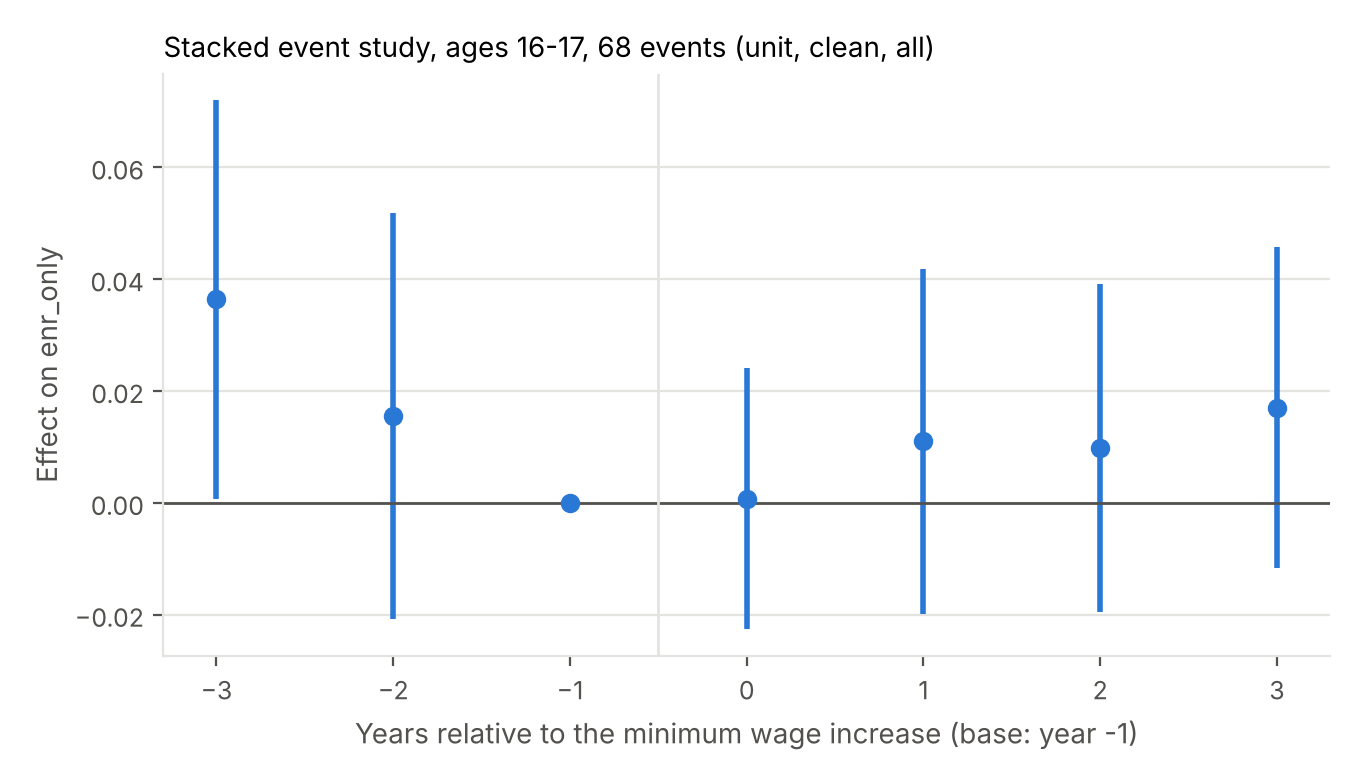 Stacked event study, ages 16-17, 68 events (unit, clean, all)
Effect on enr_only
0.06
0.04
0.02
0.00
−0.02
−3 −2 −1 0 1 2 3
Years relative to the minimum wage increase (base: year -1)